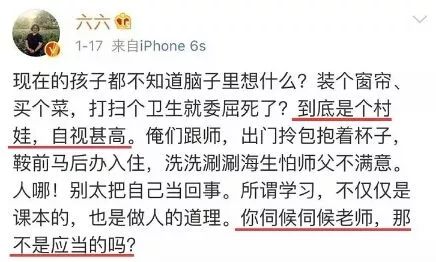 六六
1-17 来自iPhone 6s
现在的孩子都不知道脑子里想什么？装个窗帘、
买个菜，打扫个卫生就委屈死了？到底是个村
娃，自视甚高。俺们跟师，出门拎包抱着杯子，
鞍前马后办入住，洗洗涮涮海生怕师父不满意。
人哪！别太把自己当回事。所谓学习，不仅仅是
课本的，也是做人的道理。你伺候伺候老师，那
不是应当的吗？